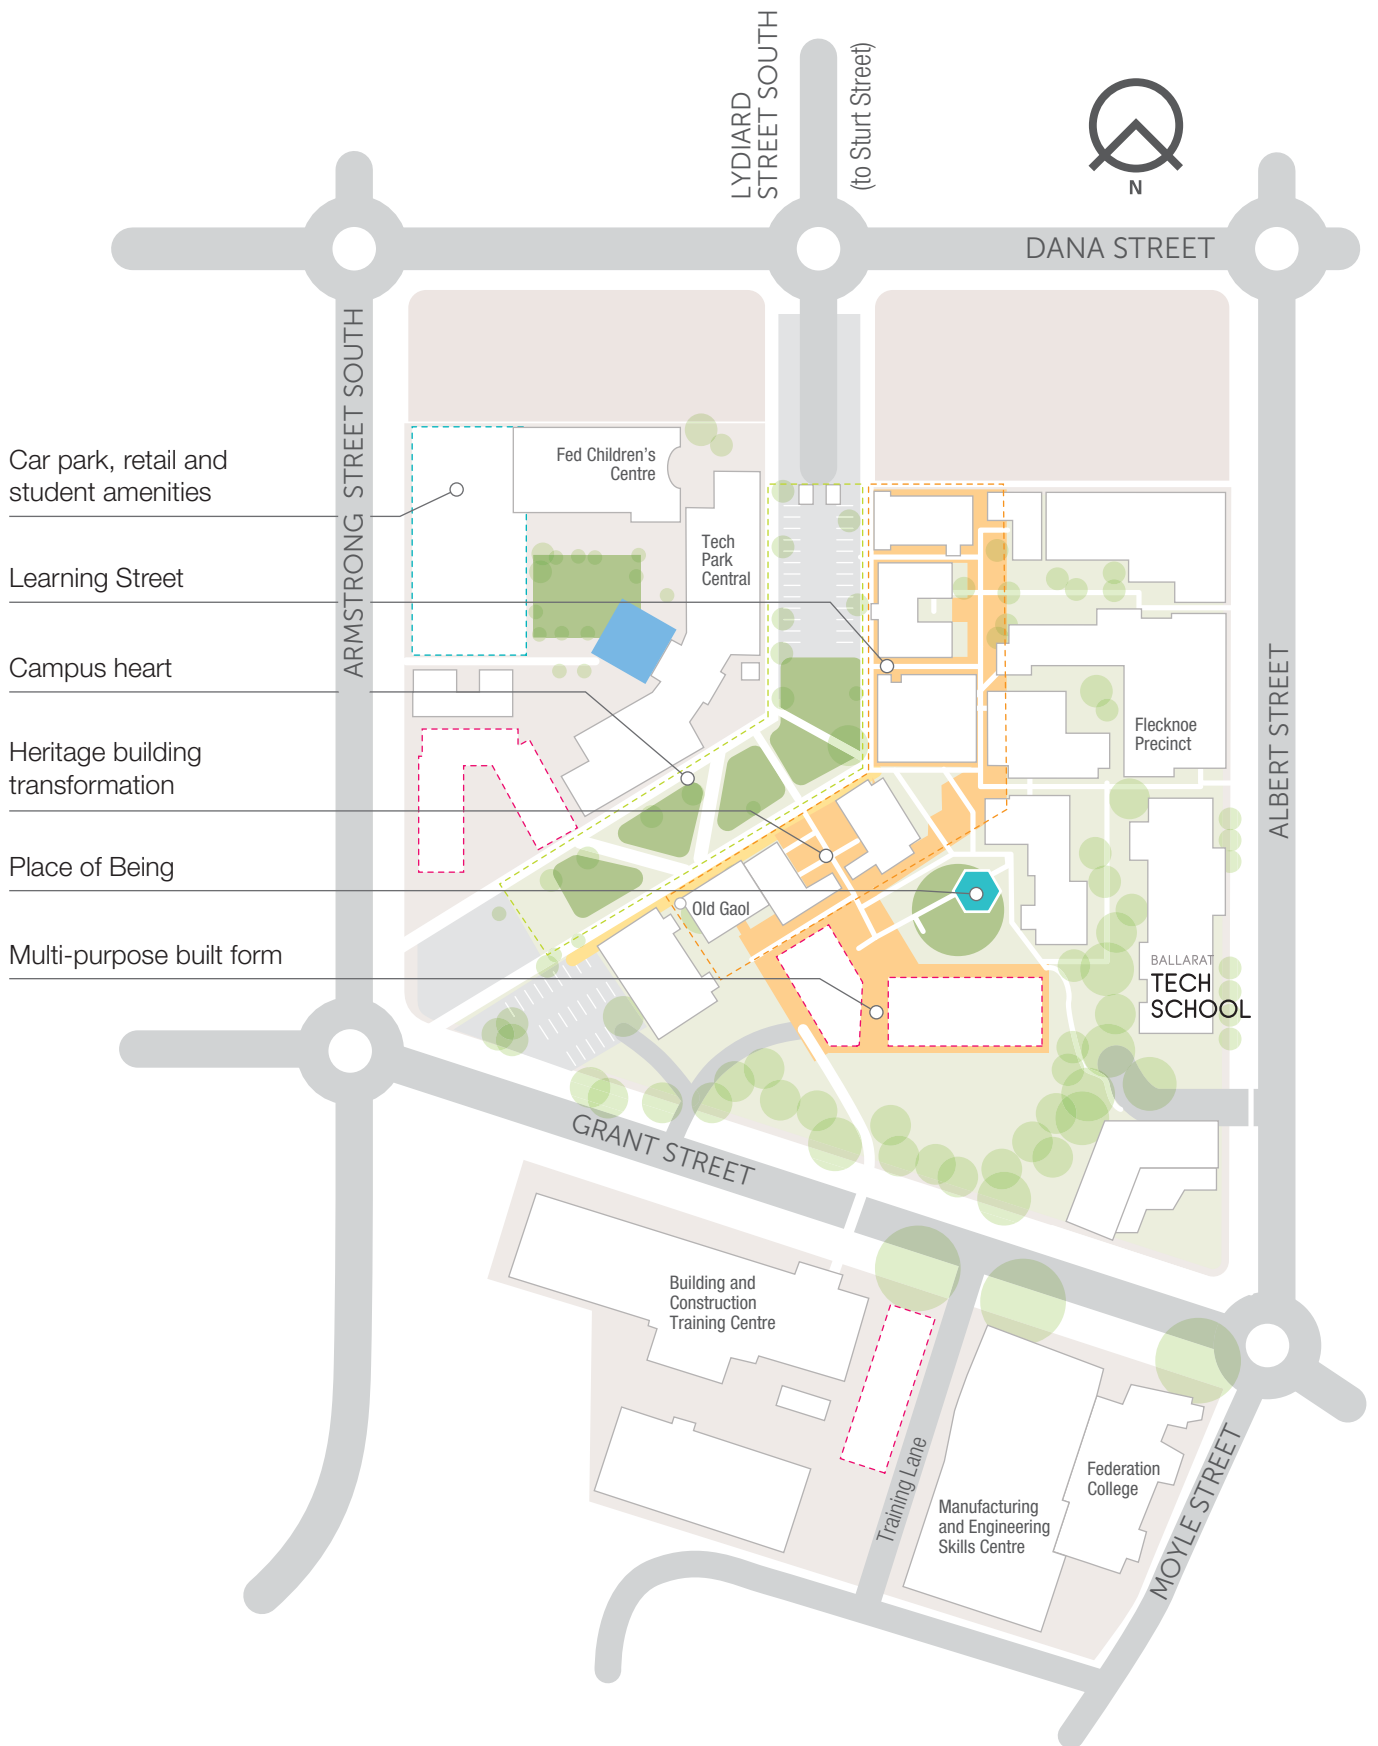 LYDIARD
STREET SOUTH
(to Sturt Street)
N
DANA STREET
ARMSTRONG STREET SOUTH
Car park, retail and
student amenities
Learning Street
Campus heart
Heritage building
transformation
Place of Being
Multi-purpose built form
Fed Children's
Centre
Tech
Park
Central
Flecknoe
Precinct
ALBERT STREET
Old Gaol
BALLARAT
TECH
SCHOOL
GRANT STREET
Building and
Construction
Training Centre
Training Lane
Manufacturing
and Engineering
Skills Centre
Federation
College
MOYLE STREET